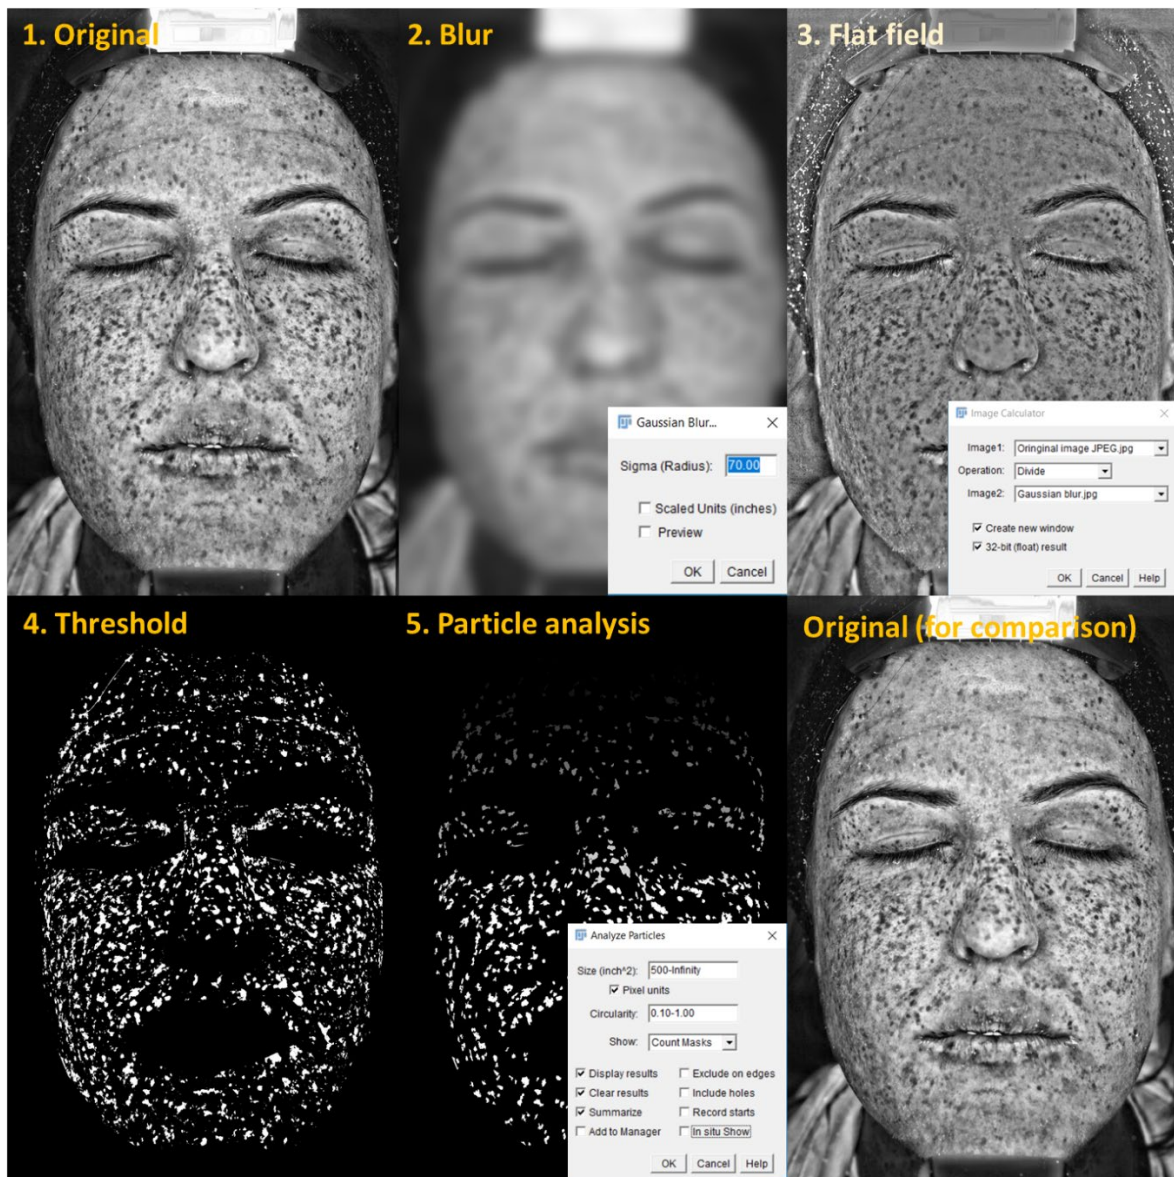 1. Original
2. Blur
3. Flat field
Gaussian Blur...
Sigma (Radius): 70.00
Scaled Units (inches)
Preview
OK Cancel
Image Calculator
Image1: Oringinal image JPEG.jpg
Operation: Divide
Image2: Gaussian blur.jpg
Create new window
32-bit (float) result
OK Cancel Help
4. Threshold
5. Particle analysis
Original (for comparison)
Analyze Particles
Size (inch^2): 500-Infinity
Pixel units
Circularity: 0.10-1.00
Show: Count Masks
Display results Exclude on edges
Clear results Include holes
Summarize Record starts
Add to Manager In situ Show
OK Cancel Help